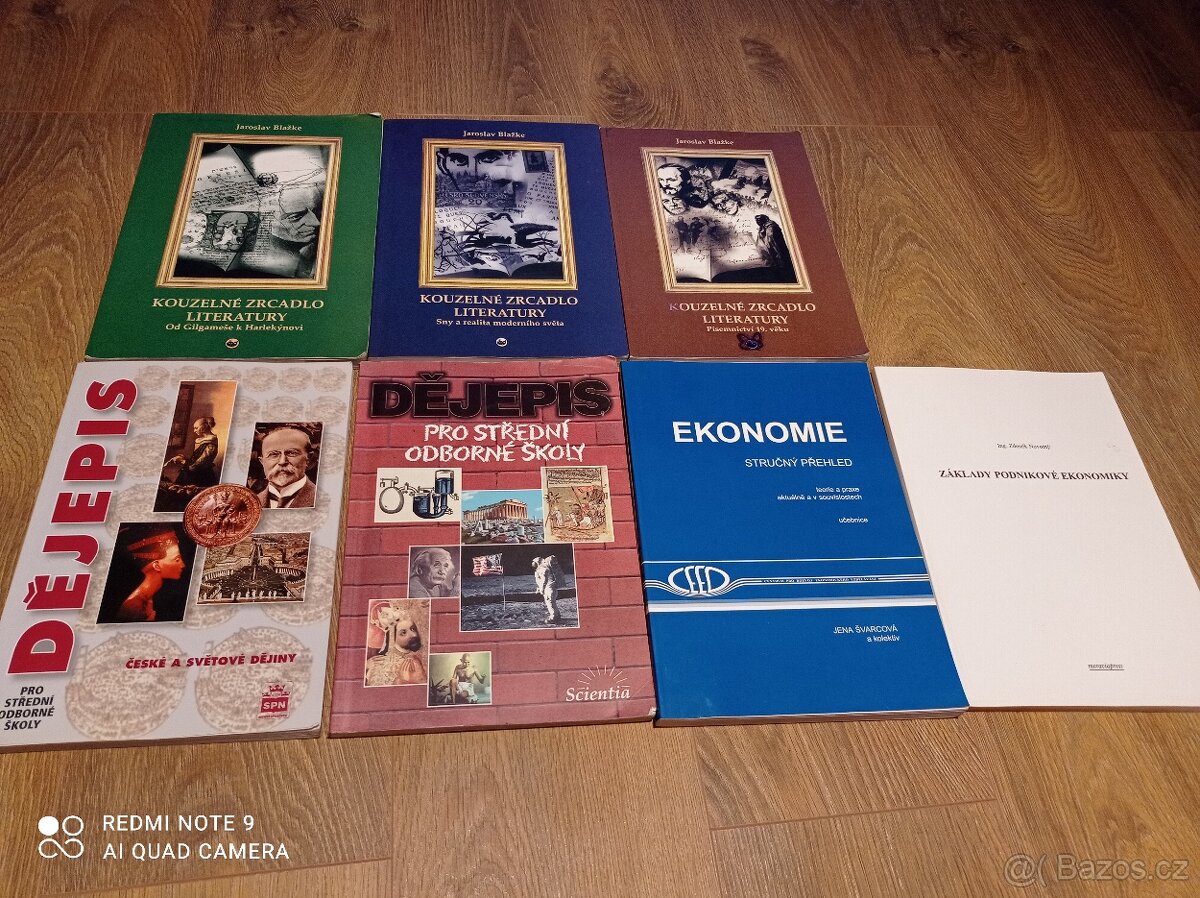 Jaroslav Blažke
KOUZELNÉ ZRCADLO
LITERATURY
Od Gilgameše k Harlekýnovi
Jaroslav Blažke
KOUZELNÉ ZRCADLO
LITERATURY
Sny a realita moderního světa
Jaroslav Blažke
KOUZELNÉ ZRCADLO
LITERATURY
Písemnictví 19. věku
DĚJEPIS
ČESKÉ A SVĚTOVÉ DĚJINY
PRO
STŘEDNÍ
ODBORNÉ
ŠKOLY
SPN
DĚJEPIS
PRO STŘEDNÍ
ODBORNÉ ŠKOLY
Scientia
EKONOMIE
STRUČNÝ PŘEHLED
teorie a praxe
aktuálně a v souvislostech
učebnice
CEED
JENA ŠVARCOVÁ
a kolektiv
Ing. Zdeněk Novotný
ZÁKLADY PODNIKOVÉ EKONOMIKY
REDMI NOTE 9
AI QUAD CAMERA
Bazos.cz